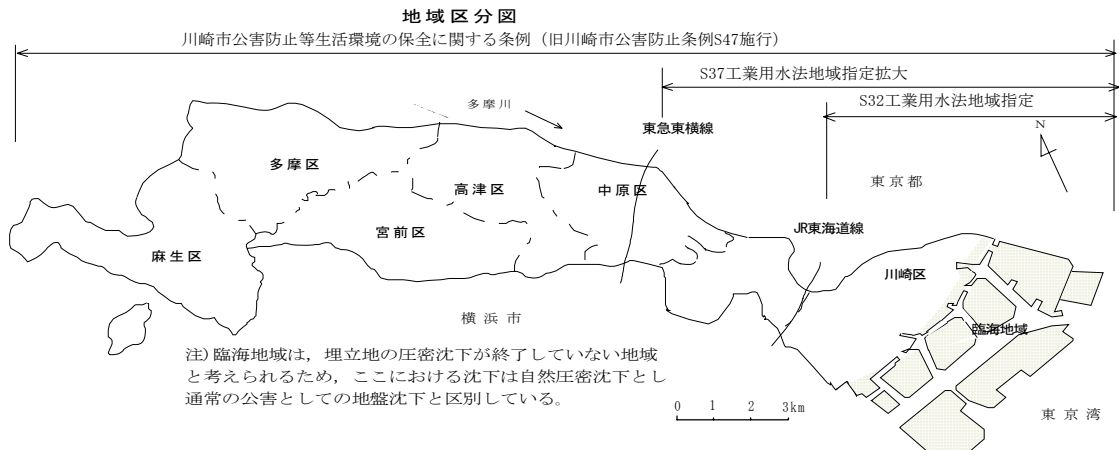 地域区分図
川崎市公害防止等生活環境の保全に関する条例（旧川崎市公害防止条例S47施行）
S37工業用水法地域指定拡大
S32工業用水法地域指定
多摩川
東急東横線
N
多摩区
高津区
中原区
東京都
宮前区
JR東海道線
麻生区
川崎区
横浜市
臨海地域
注）臨海地域は，埋立地の圧密沈下が終了していない地域
と考えられるため，ここにおける沈下は自然圧密沈下とし
通常の公害としての地盤沈下と区別している。
0 1 2 3km
東京湾